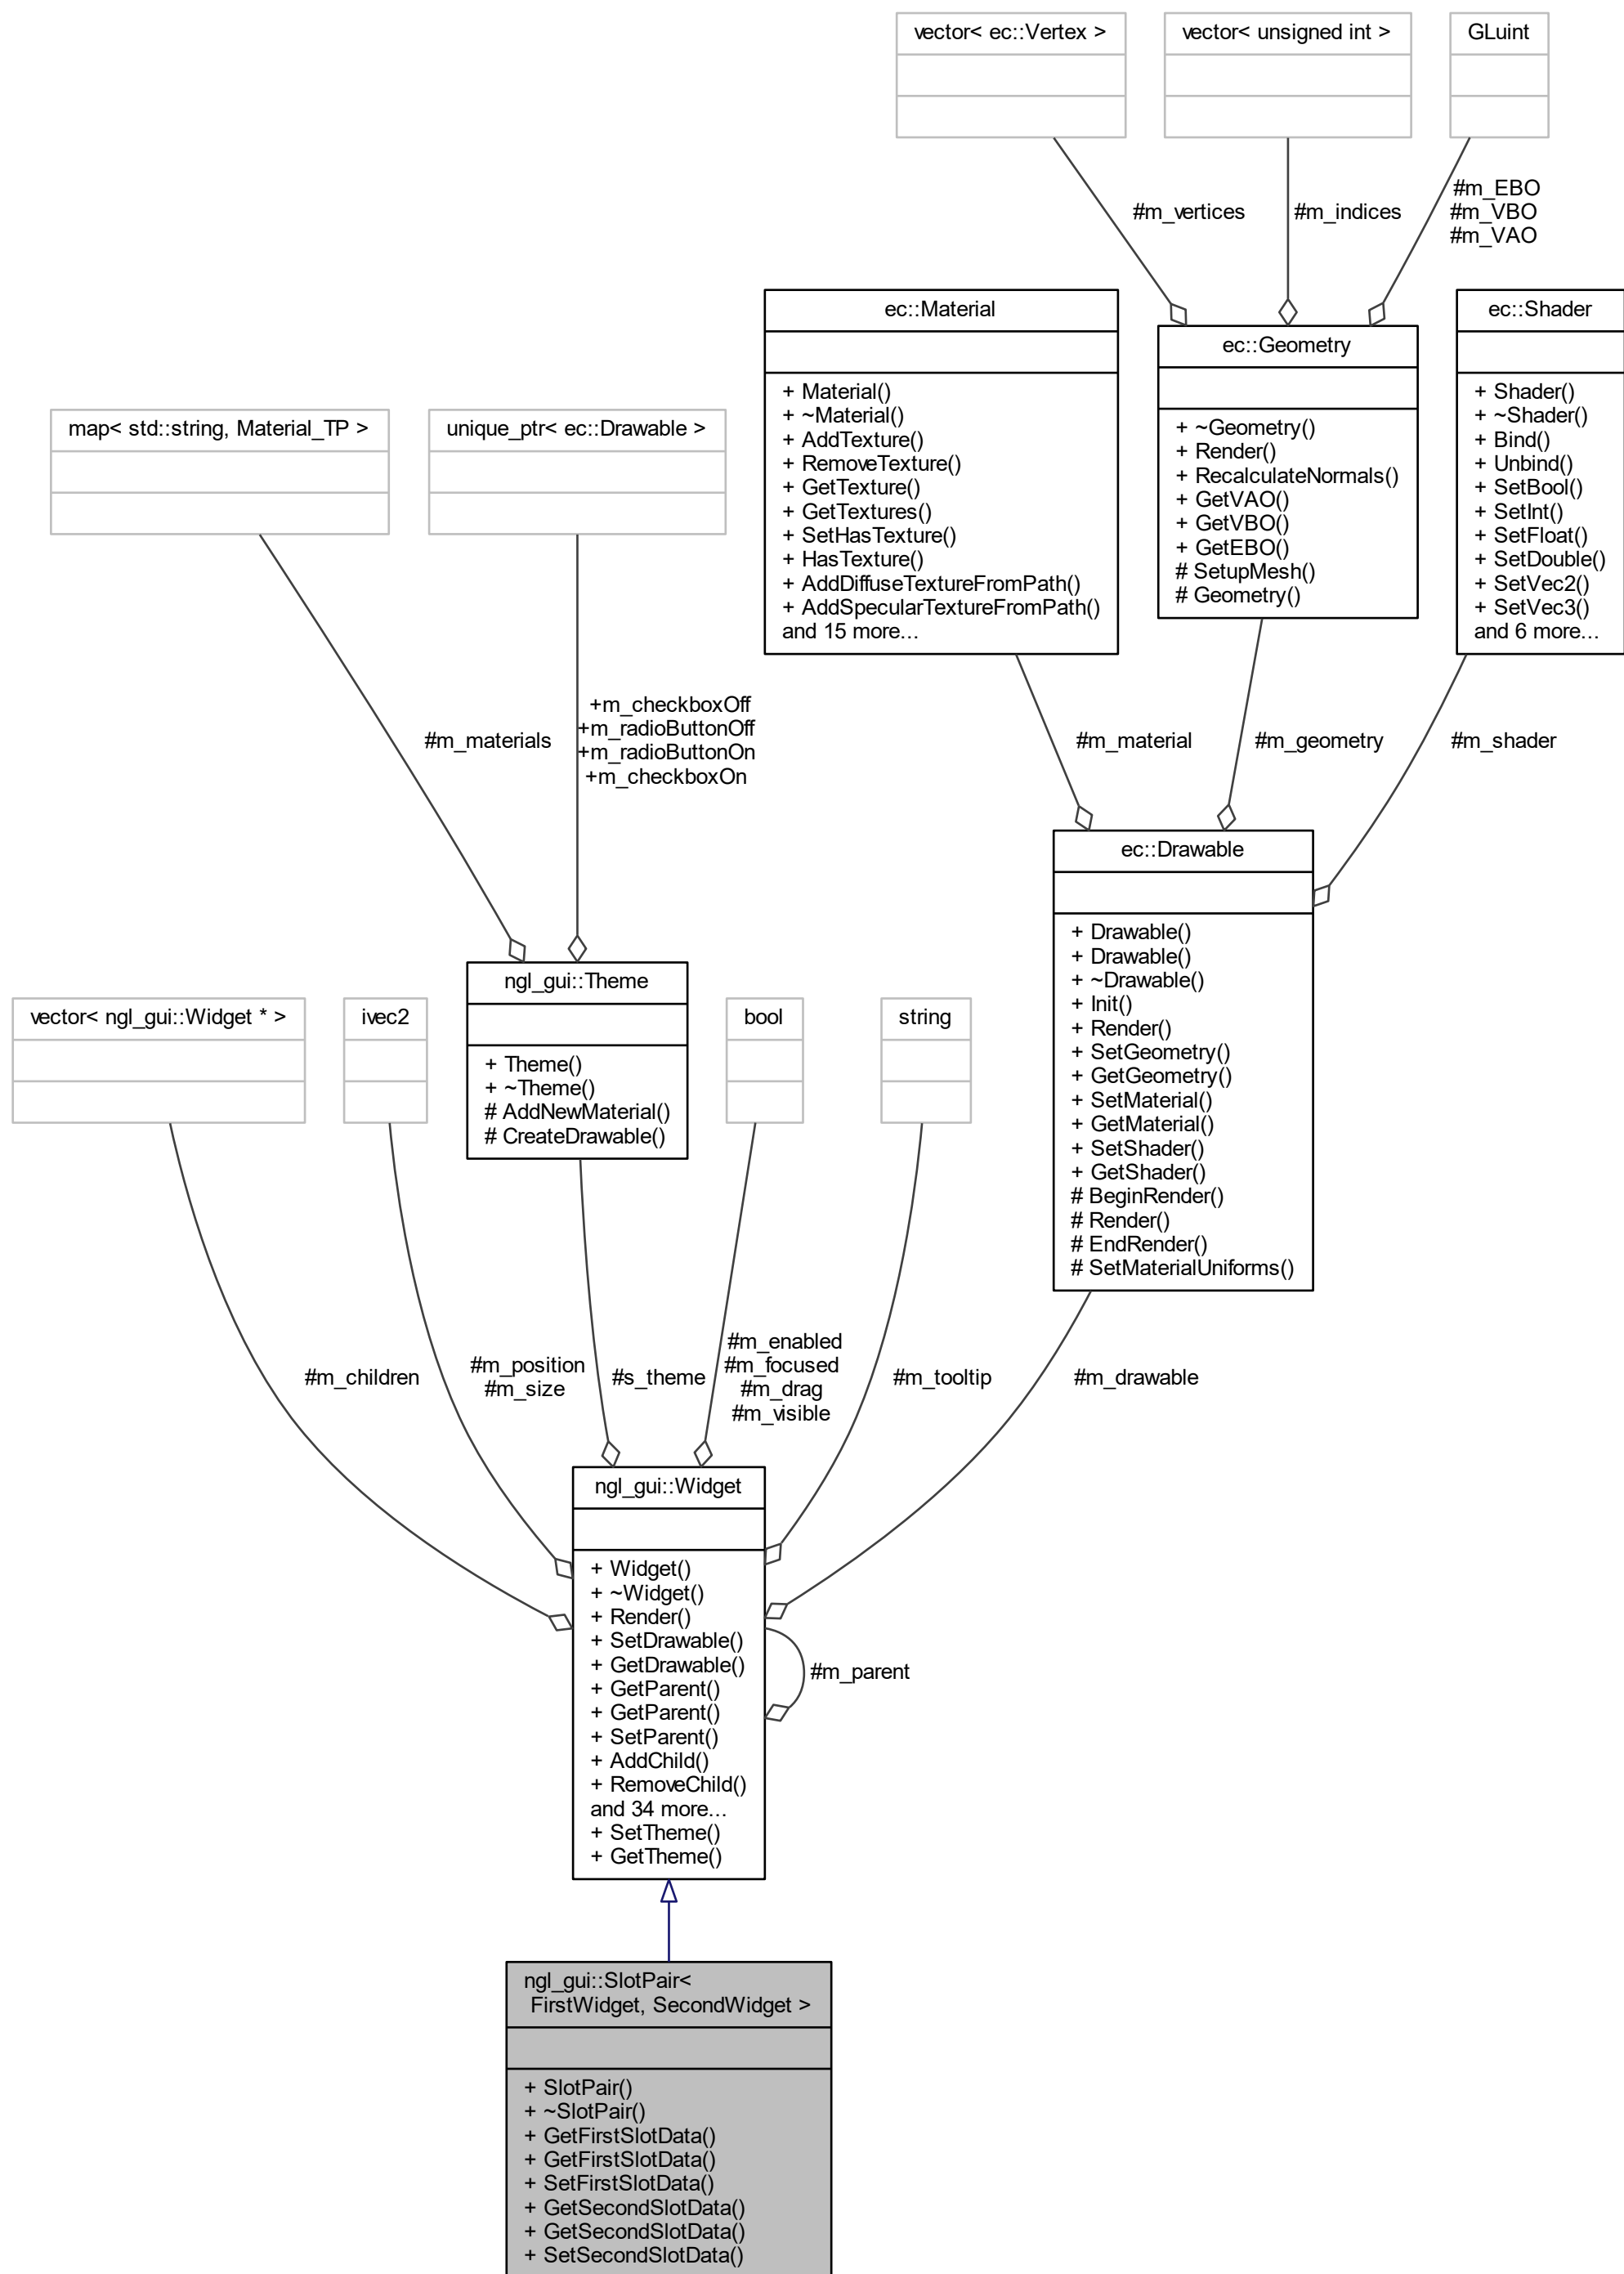 vector< ec::Vertex >
vector< unsigned int >
GLuint
#m_vertices
#m_indices
#m_EBO
#m_VBO
#m_VAO
ec::Material
+ Material()
+ ~Material()
+ AddTexture()
+ RemoveTexture()
+ GetTexture()
+ GetTextures()
+ SetHasTexture()
+ HasTexture()
+ AddDiffuseTextureFromPath()
+ AddSpecularTextureFromPath()
and 15 more...
ec::Geometry
+ ~Geometry()
+ Render()
+ RecalculateNormals()
+ GetVAO()
+ GetVBO()
+ GetEBO()
# SetupMesh()
# Geometry()
ec::Shader
+ Shader()
+ ~Shader()
+ Bind()
+ Unbind()
+ SetBool()
+ SetInt()
+ SetFloat()
+ SetDouble()
+ SetVec2()
+ SetVec3()
and 6 more...
map< std::string, Material_TP >
unique_ptr< ec::Drawable >
#m_materials
+m_checkboxOff
+m_radioButtonOff
+m_radioButtonOn
+m_checkboxOn
#m_material
#m_geometry
#m_shader
ec::Drawable
+ Drawable()
+ Drawable()
+ ~Drawable()
+ Init()
+ Render()
+ SetGeometry()
+ GetGeometry()
+ SetMaterial()
+ GetMaterial()
+ SetShader()
+ GetShader()
# BeginRender()
# Render()
# EndRender()
# SetMaterialUniforms()
vector< ngl_gui::Widget * >
ivec2
ngl_gui::Theme
+ Theme()
+ ~Theme()
# AddNewMaterial()
# CreateDrawable()
bool
string
#m_children
#m_position
#m_size
#s_theme
#m_enabled
#m_focused
#m_drag
#m_visible
#m_tooltip
#m_drawable
ngl_gui::Widget
+ Widget()
+ ~Widget()
+ Render()
+ SetDrawable()
+ GetDrawable()
+ GetParent()
+ GetParent()
+ SetParent()
+ AddChild()
+ RemoveChild()
and 34 more...
+ SetTheme()
+ GetTheme()
#m_parent
ngl_gui::SlotPair<
FirstWidget, SecondWidget >
+ SlotPair()
+ ~SlotPair()
+ GetFirstSlotData()
+ GetFirstSlotData()
+ SetFirstSlotData()
+ GetSecondSlotData()
+ GetSecondSlotData()
+ SetSecondSlotData()